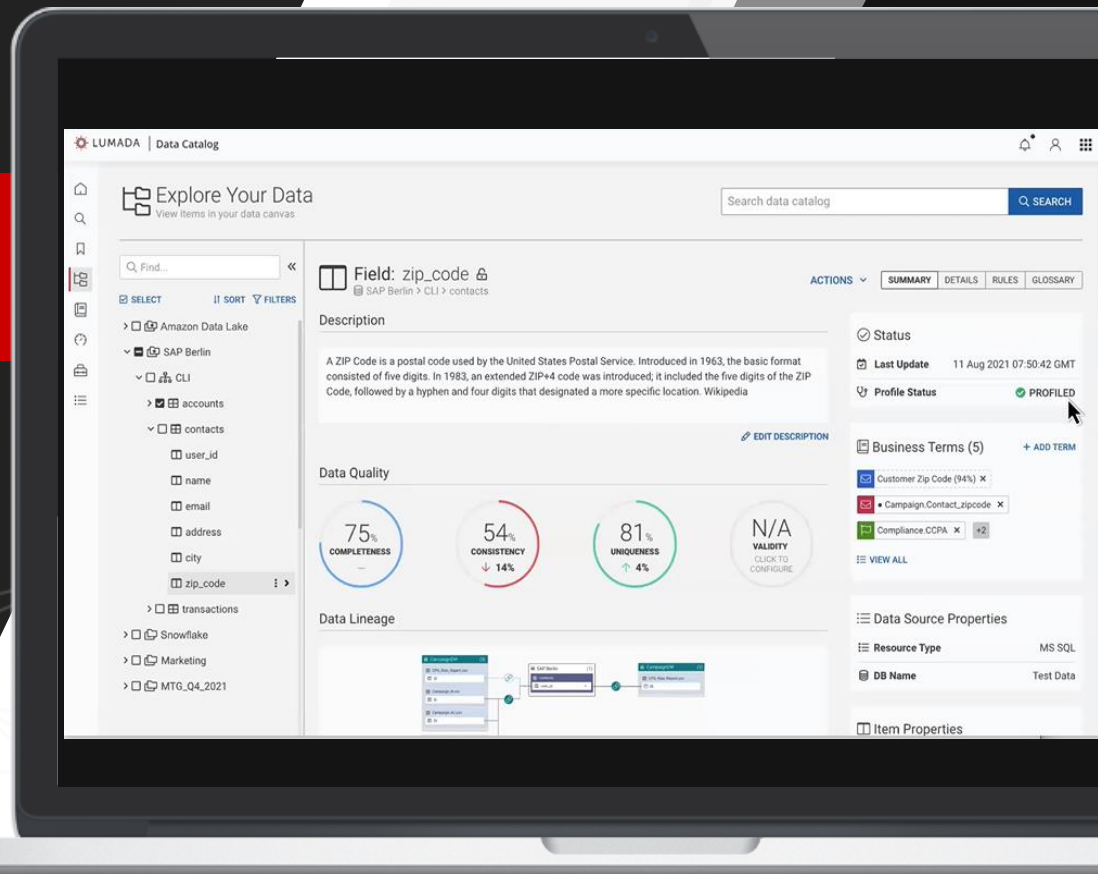 LUMADA | Data Catalog
Explore Your Data
View items in your data canvas
Search data catalog
SEARCH
Find...
SELECT
SORT
FILTERS
Amazon Data Lake
SAP Berlin
CLI
accounts
contacts
user_id
name
email
address
city
zip_code
transactions
Snowflake
Marketing
MTG_Q4_2021
Field: zip_code
SAP Berlin > CLI > contacts
ACTIONS
SUMMARY
DETAILS
RULES
GLOSSARY
Description
A ZIP Code is a postal code used by the United States Postal Service. Introduced in 1963, the basic format
consisted of five digits. In 1983, an extended ZIP+4 code was introduced; it included the five digits of the ZIP
Code, followed by a hyphen and four digits that designated a more specific location. Wikipedia
EDIT DESCRIPTION
Data Quality
75%
COMPLETENESS
–
54%
CONSISTENCY
↓ 14%
81%
UNIQUENESS
↑ 4%
N/A
VALIDITY
CLICK TO
CONFIGURE
Data Lineage
SAP Berlin
Status
Last Update 11 Aug 2021 07:50:42 GMT
Profile Status PROFILED
Business Terms (5)
+ ADD TERM
Customer Zip Code (94%) ×
• Campaign.Contact_zipcode ×
Compliance.CCPA × +2
VIEW ALL
Data Source Properties
Resource Type MS SQL
DB Name Test Data
Item Properties